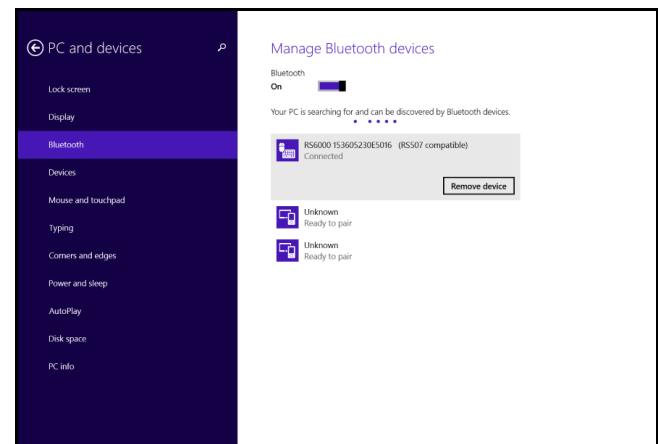 PC and devices
Lock screen
Display
Bluetooth
Devices
Mouse and touchpad
Typing
Corners and edges
Power and sleep
AutoPlay
Disk space
PC info
Manage Bluetooth devices
Bluetooth
On
Your PC is searching for and can be discovered by Bluetooth devices.
RS6000 153605230E5016 (RS507 compatible)
Connected
Remove device
Unknown
Ready to pair
Unknown
Ready to pair